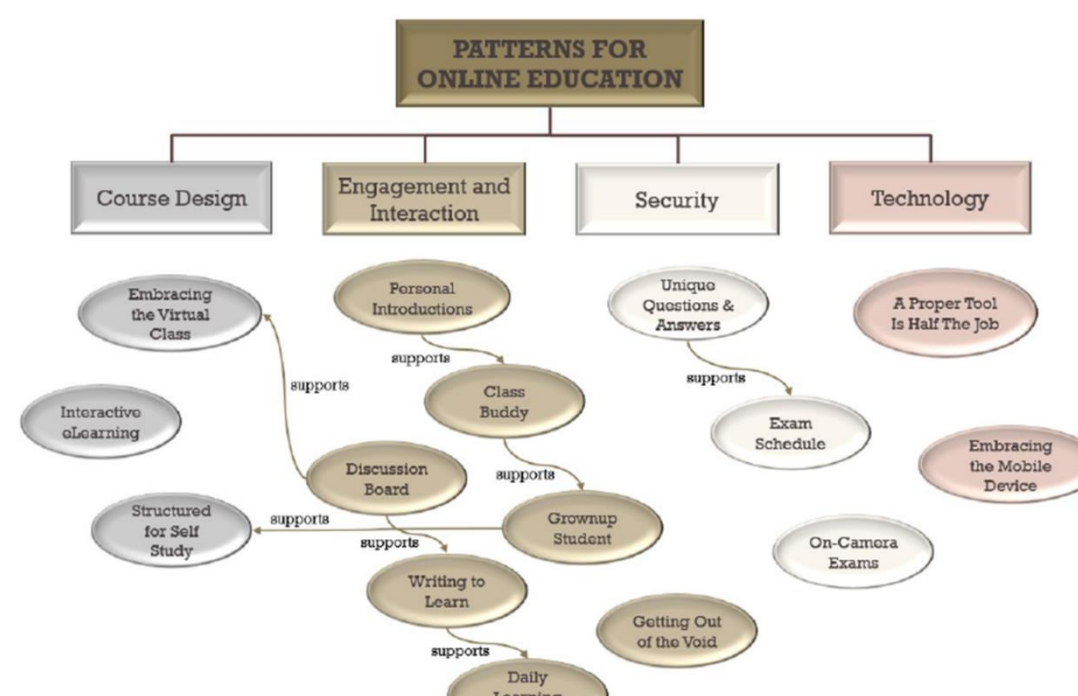 PATTERNS FOR
ONLINE EDUCATION
Course Design
Engagement and
Interaction
Security
Technology
Embracing
the Virtual
Class
Personal
Introductions
Unique
Questions &
Answers
A Proper Tool
Is Half The Job
supports
supports
supports
Class
Buddy
Interactive
eLearning
Exam
Schedule
Embracing
the Mobile
Device
Discussion
Board
supports
Structured
for Self
Study
supports
Grownup
Student
supports
On-Camera
Exams
Writing to
Learn
Getting Out
of the Void
supports
Daily
Learning